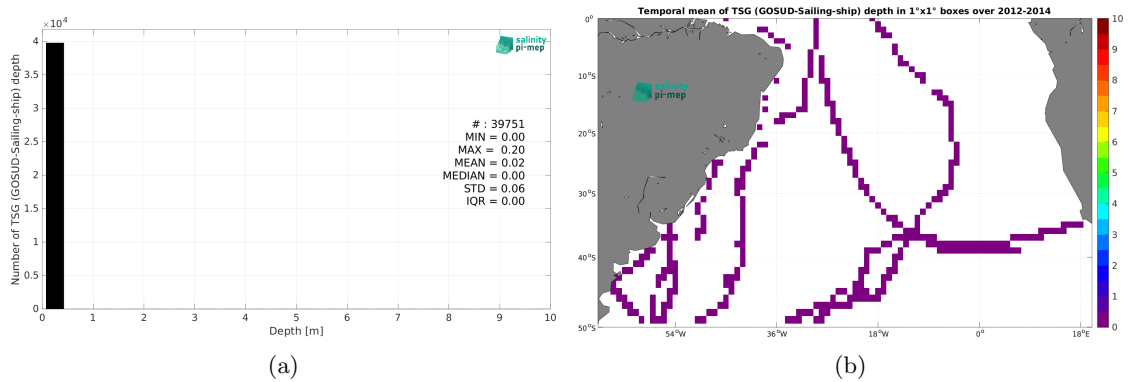 ×10⁴
4
3.5
3
2.5
2
1.5
1
0.5
0
Number of TSG (GOSUD-Sailing-ship) depth
salinity
pi-mep
# : 39751
MIN = 0.00
MAX = 0.20
MEAN = 0.02
MEDIAN = 0.00
STD = 0.06
IQR = 0.00
0 1 2 3 4 5 6 7 8 9 10
Depth [m]
(a)
Temporal mean of TSG (GOSUD-Sailing-ship) depth in 1°x1° boxes over 2012-2014
0°
10°S
20°S
30°S
40°S
50°S
salinity
pi-mep
54°W 36°W 18°W 0° 18°E
10
9
8
7
6
5
4
3
2
1
0
(b)